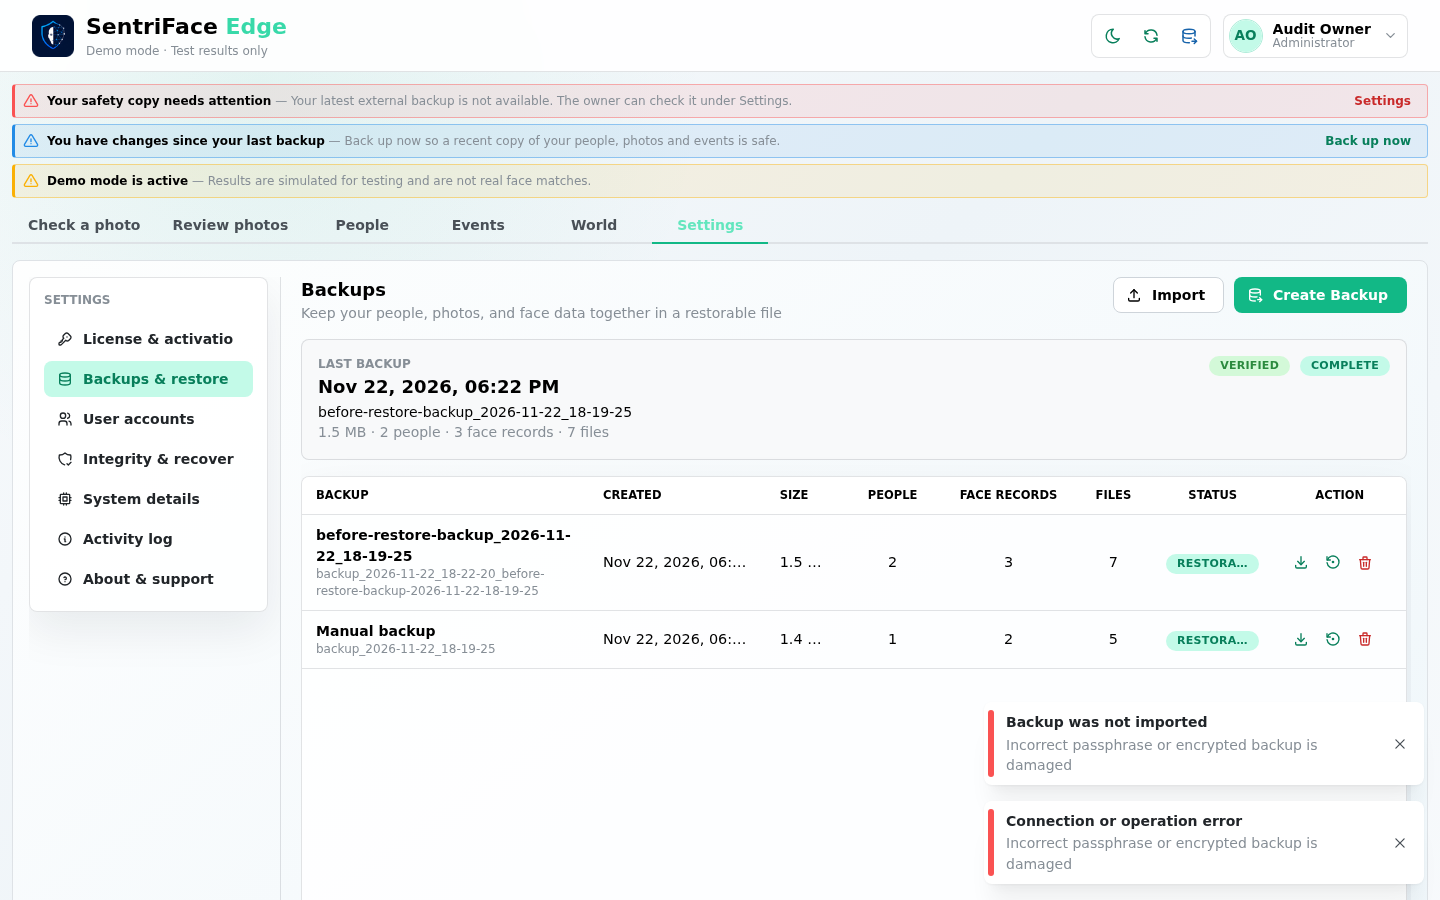 SentriFace Edge
Demo mode · Test results only
AO
Audit Owner
Administrator
Your safety copy needs attention — Your latest external backup is not available. The owner can check it under Settings.
Settings
You have changes since your last backup — Back up now so a recent copy of your people, photos and events is safe.
Back up now
Demo mode is active — Results are simulated for testing and are not real face matches.
Check a photo
Review photos
People
Events
World
Settings
SETTINGS
License & activatio
Backups & restore
User accounts
Integrity & recover
System details
Activity log
About & support
Backups
Keep your people, photos, and face data together in a restorable file
Import
Create Backup
LAST BACKUP
Nov 22, 2026, 06:22 PM
before-restore-backup_2026-11-22_18-19-25
1.5 MB · 2 people · 3 face records · 7 files
VERIFIED
COMPLETE
BACKUP CREATED SIZE PEOPLE FACE RECORDS FILES STATUS ACTION
before-restore-backup_2026-11-
22_18-19-25
backup_2026-11-22_18-22-20_before-
restore-backup-2026-11-22-18-19-25
Nov 22, 2026, 06:... 1.5 ... 2 3 7 RESTORA...
Manual backup
backup_2026-11-22_18-19-25
Nov 22, 2026, 06:... 1.4 ... 1 2 5 RESTORA...
Backup was not imported
Incorrect passphrase or encrypted backup is
damaged
Connection or operation error
Incorrect passphrase or encrypted backup is
damaged